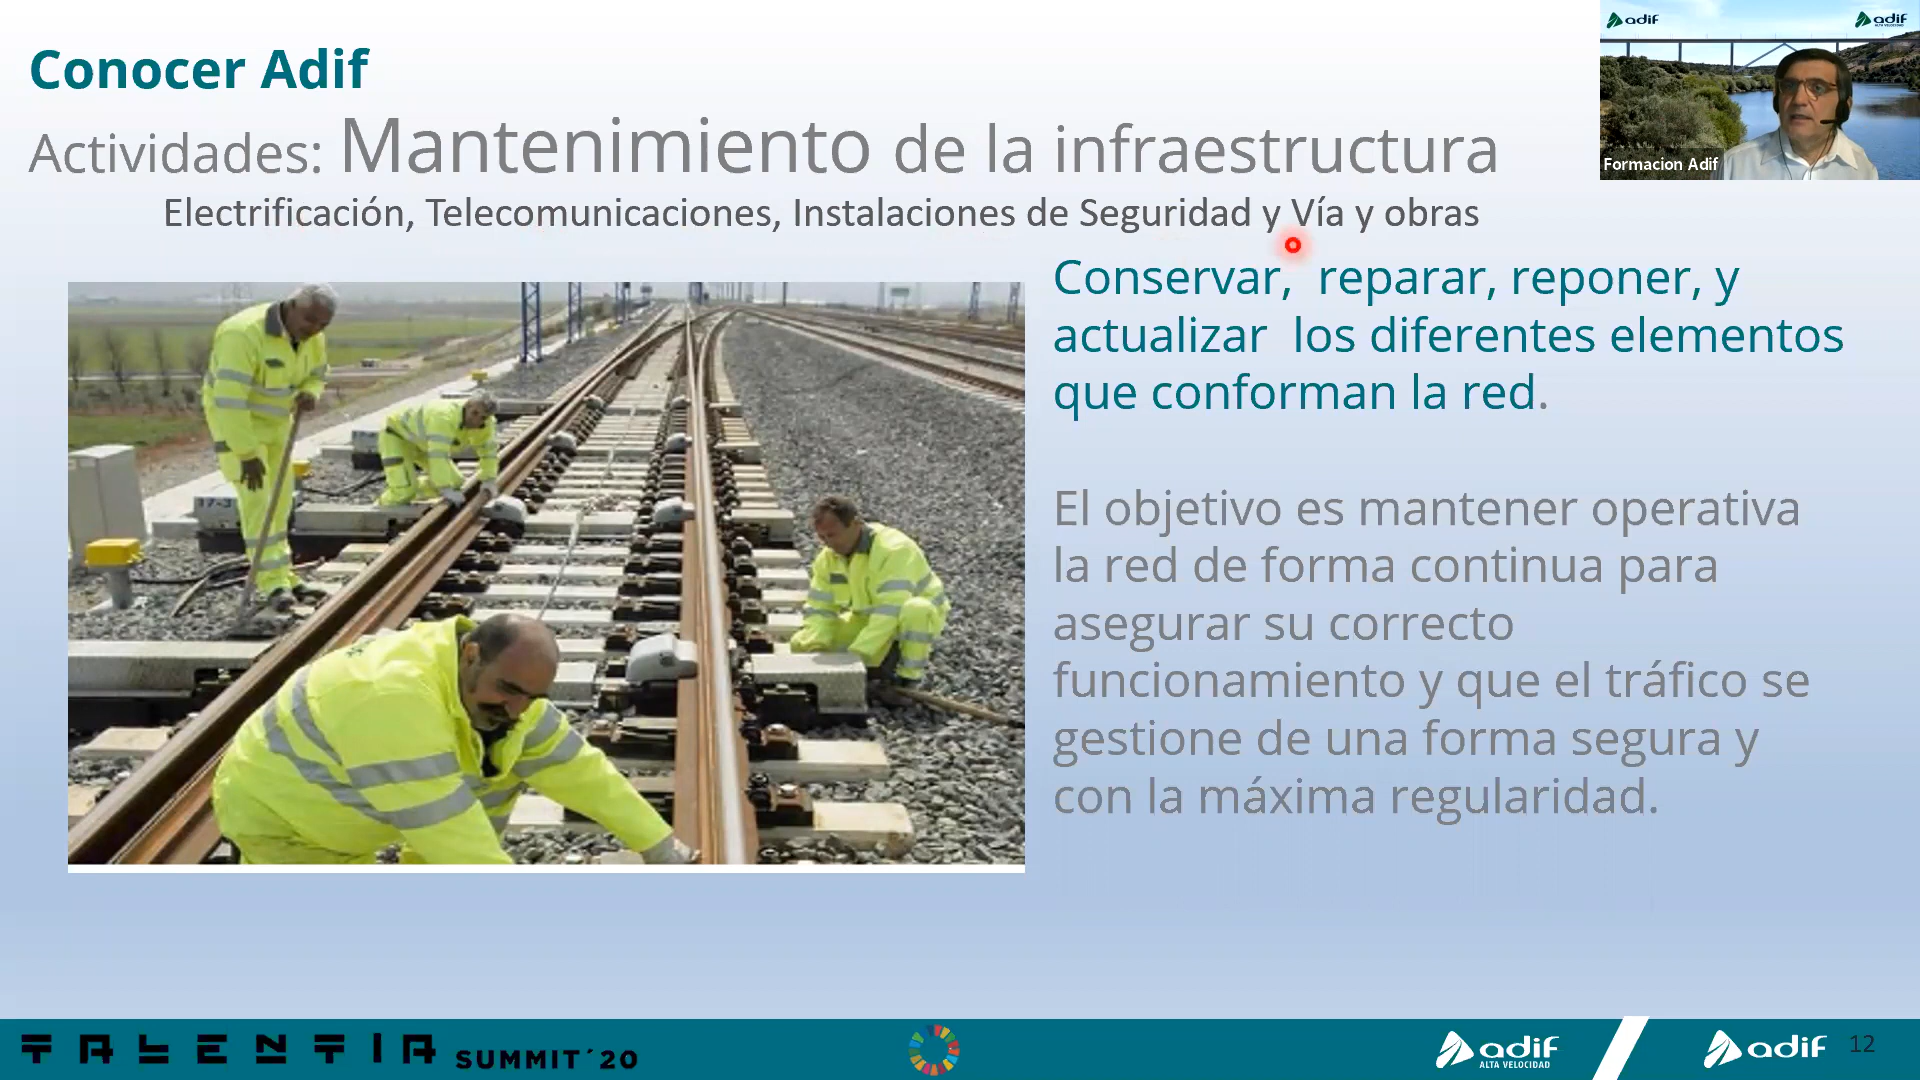 Conocer Adif
Actividades: Mantenimiento de la infraestructura
Electrificación, Telecomunicaciones, Instalaciones de Seguridad y Vía y obras
adif
adif
ALTA VELOCIDAD
Formacion Adif
Conservar,  reparar, reponer, y
actualizar  los diferentes elementos
que conforman la red.
El objetivo es mantener operativa
la red de forma continua para
asegurar su correcto
funcionamiento y que el tráfico se
gestione de una forma segura y
con la máxima regularidad.
TALENTIA SUMMIT´20
adif
ALTA VELOCIDAD
adif
12